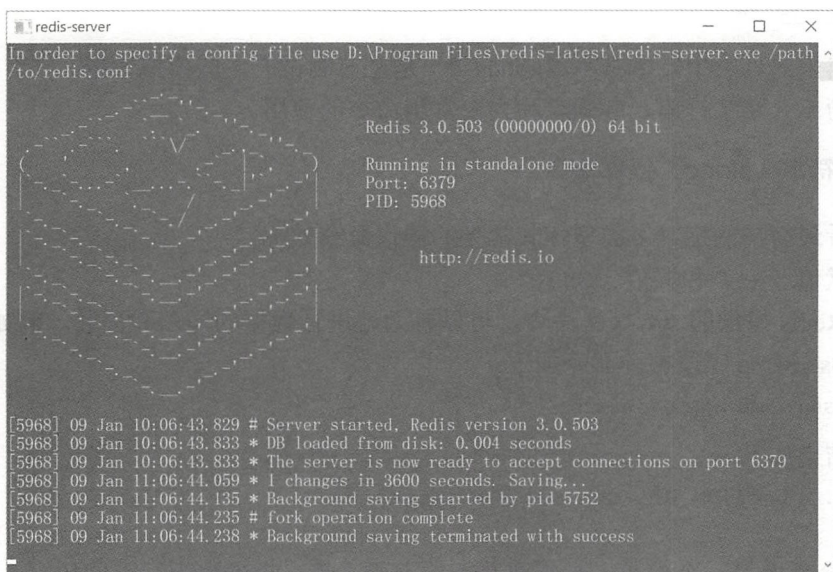 redis-server
In order to specify a config file use D:\Program Files\redis-latest\redis-server.exe /path
/to/redis.conf
Redis 3.0.503 (00000000/0) 64 bit
Running in standalone mode
Port: 6379
PID: 5968
http://redis.io
[5968] 09 Jan 10:06:43.829 # Server started, Redis version 3.0.503
[5968] 09 Jan 10:06:43.833 * DB loaded from disk: 0.004 seconds
[5968] 09 Jan 10:06:43.833 * The server is now ready to accept connections on port 6379
[5968] 09 Jan 11:06:44.059 * 1 changes in 3600 seconds. Saving...
[5968] 09 Jan 11:06:44.135 * Background saving started by pid 5752
[5968] 09 Jan 11:06:44.235 # fork operation complete
[5968] 09 Jan 11:06:44.238 * Background saving terminated with success